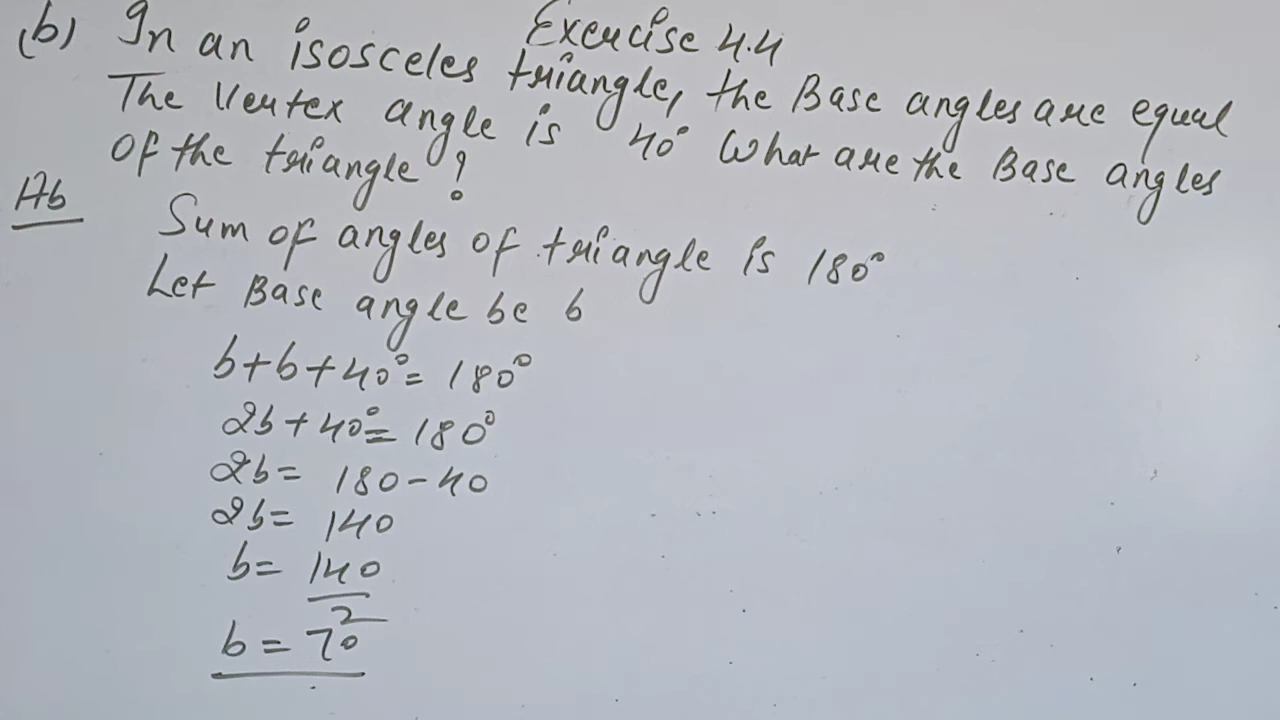 Exercise 4.4
(b) In an isosceles triangle, the Base angles are equal
The Vertex angle is 40° What are the Base angles
Of the triangle?
Ab
Sum of angles of triangle is 180°
Let Base angle be b
b+b+40°= 180°
2b+40°= 180°
2b= 180-40
2b= 140
b= 140
2
b = 70